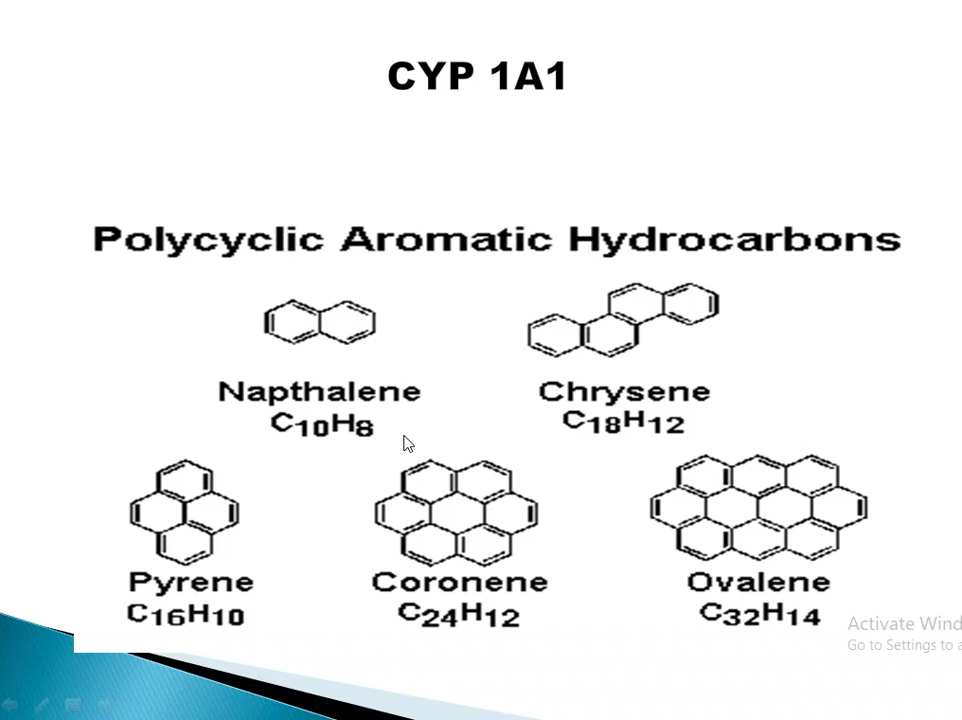 CYP 1A1
Polycyclic Aromatic Hydrocarbons
Napthalene
C10H8
Chrysene
C18H12
Pyrene
C16H10
Coronene
C24H12
Ovalene
C32H14
Activate Wind
Go to Settings to a